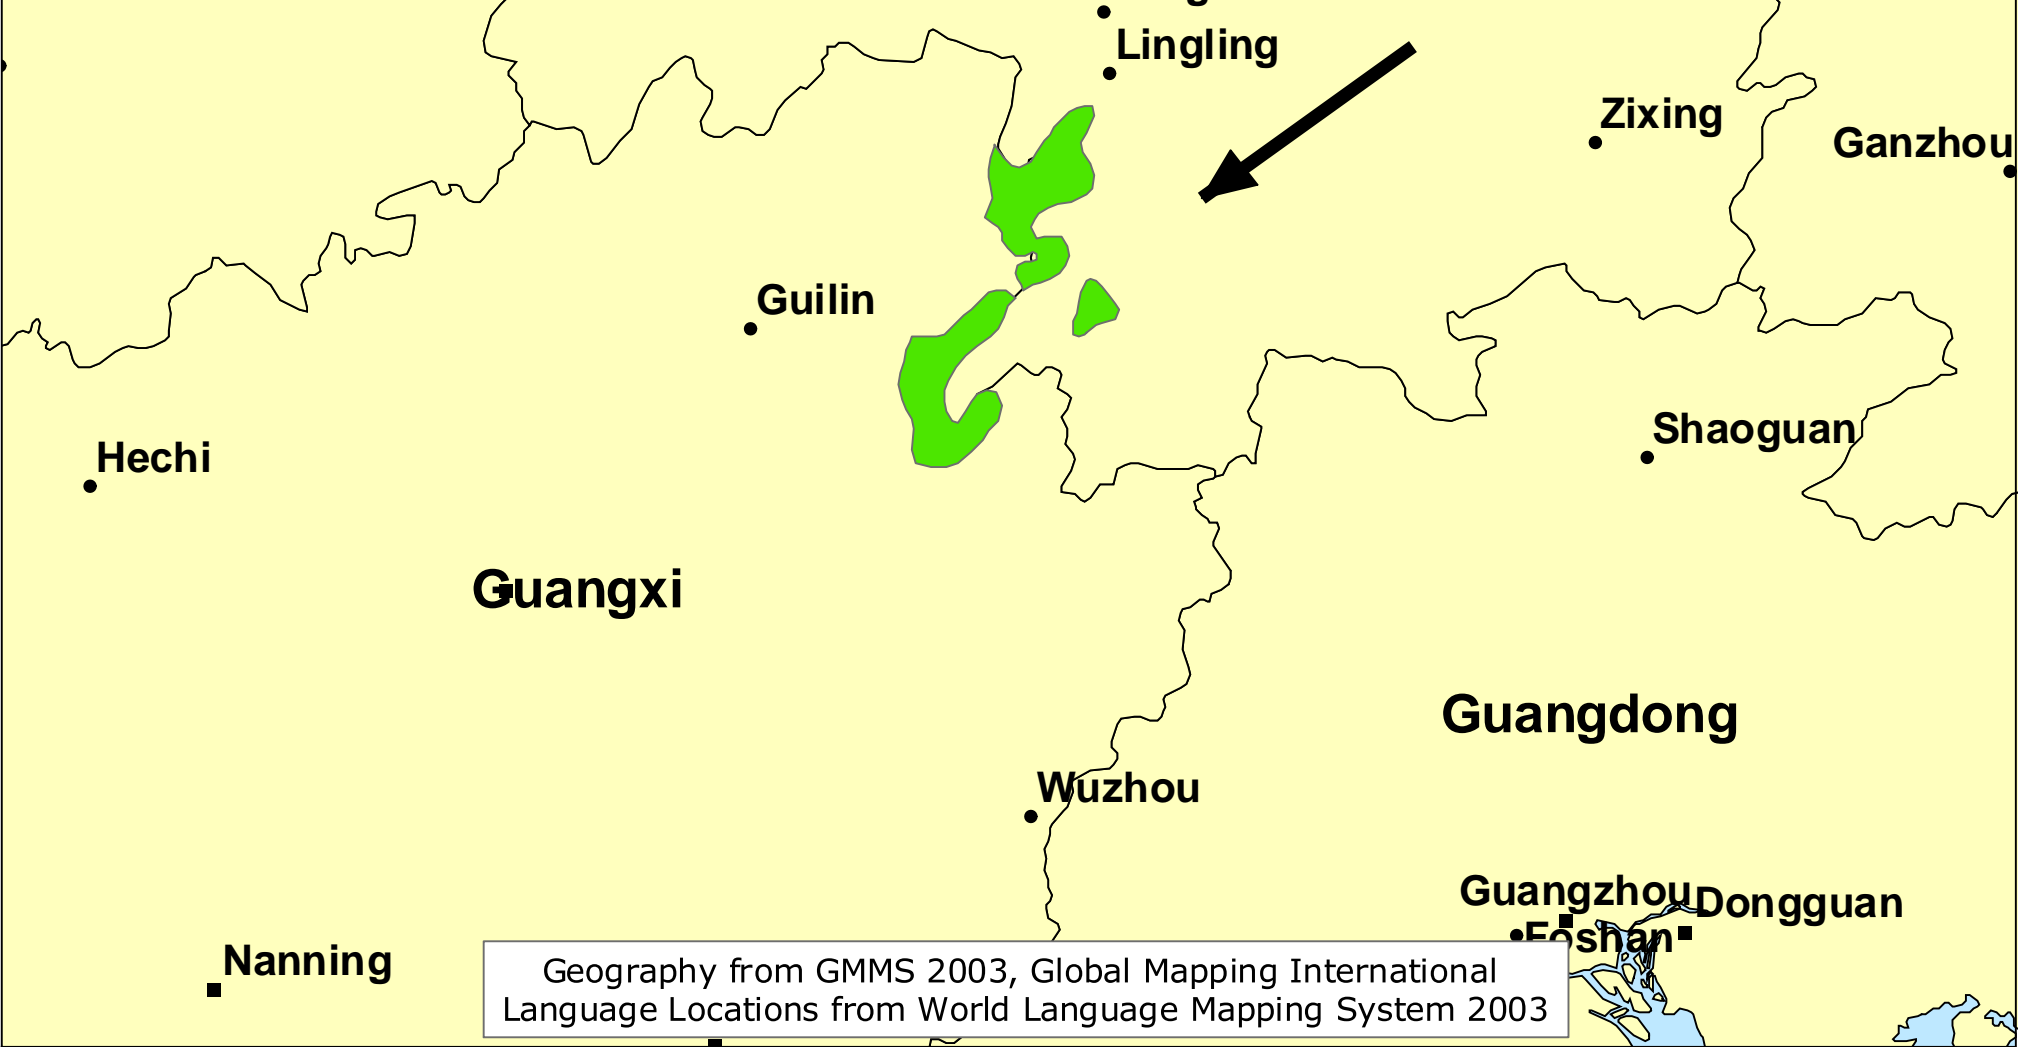 Lingling
Zixing
Ganzhou
Guilin
Shaoguan
Hechi
Guangxi
Guangdong
Wuzhou
Guangzhou
Dongguan
Foshan
Nanning
Geography from GMMS 2003, Global Mapping International
Language Locations from World Language Mapping System 2003